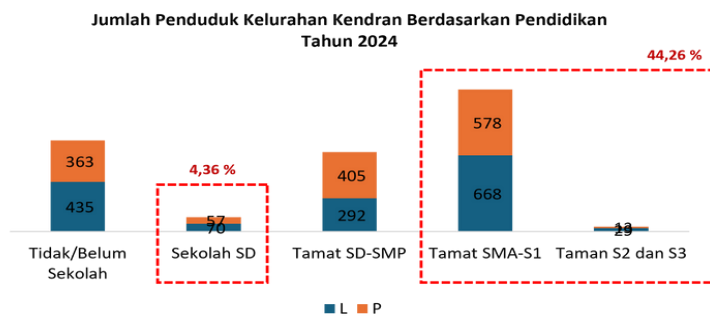 Jumlah Penduduk Kelurahan Kendran Berdasarkan Pendidikan
Tahun 2024
44,26 %
578
363
4,36 %
405
668
435
57
70
292
29
Tidak/Belum
Sekolah
Sekolah SD
Tamat SD-SMP
Tamat SMA-S1
Taman S2 dan S3
L
P